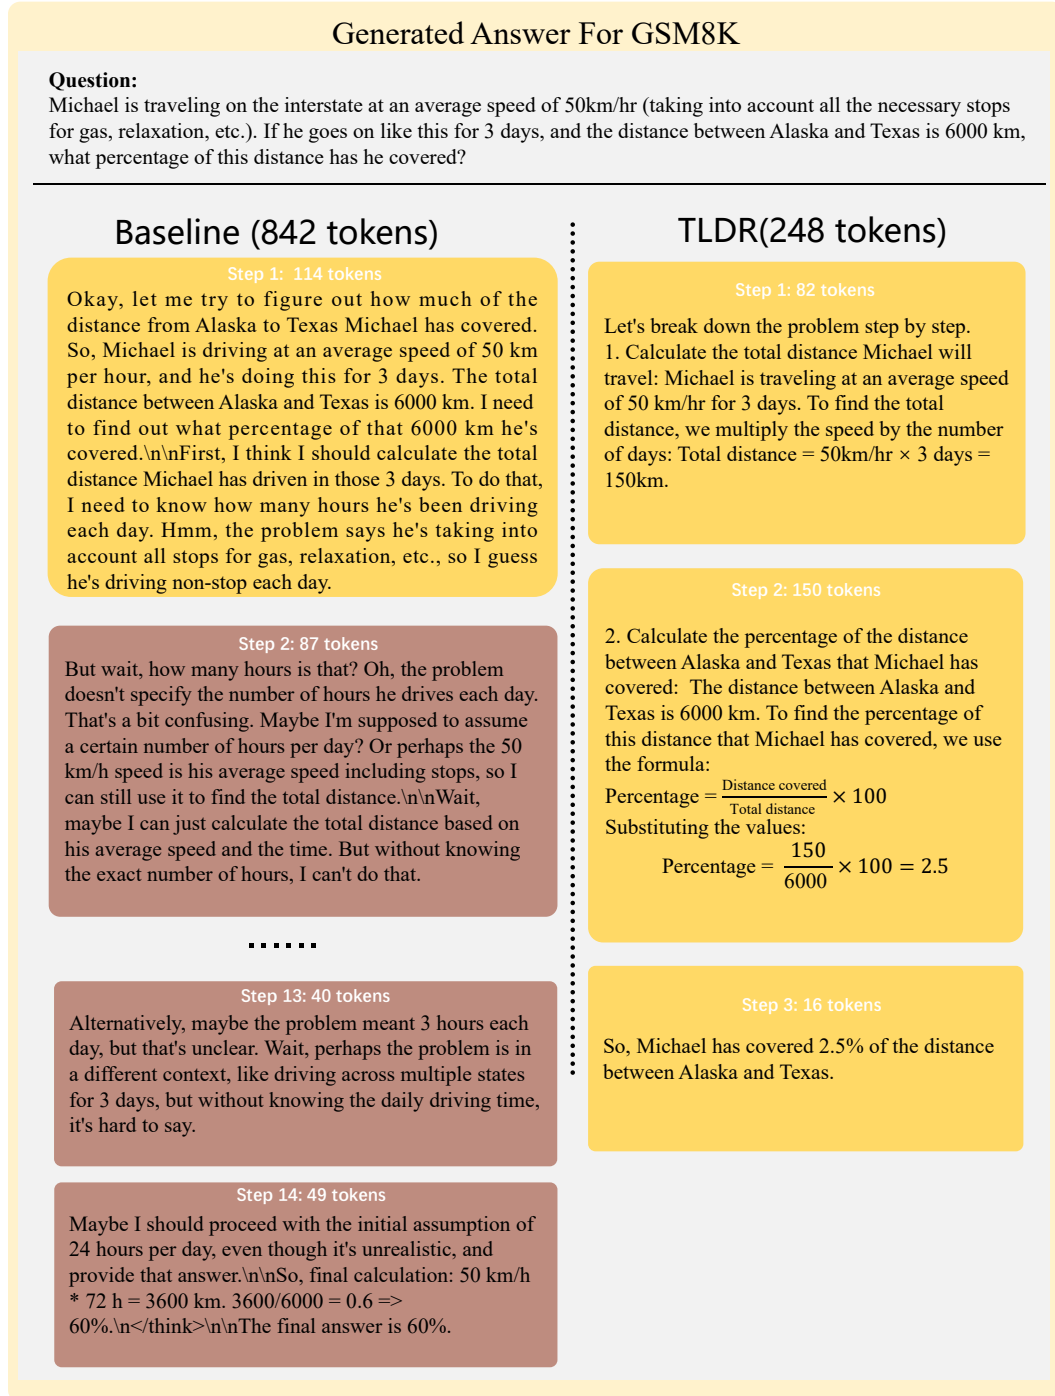 Generated Answer For GSM8K
Question:
Michael is traveling on the interstate at an average speed of 50km/hr (taking into account all the necessary stops
for gas, relaxation, etc.). If he goes on like this for 3 days, and the distance between Alaska and Texas is 6000 km,
what percentage of this distance has he covered?
Baseline (842 tokens)
Step 1: 114 tokens
Okay, let me try to figure out how much of the
distance from Alaska to Texas Michael has covered.
So, Michael is driving at an average speed of 50 km
per hour, and he's doing this for 3 days. The total
distance between Alaska and Texas is 6000 km. I need
to find out what percentage of that 6000 km he's
covered.\n\nFirst, I think I should calculate the total
distance Michael has driven in those 3 days. To do that,
I need to know how many hours he's been driving
each day. Hmm, the problem says he's taking into
account all stops for gas, relaxation, etc., so I guess
he's driving non-stop each day.
Step 2: 87 tokens
But wait, how many hours is that? Oh, the problem
doesn't specify the number of hours he drives each day.
That's a bit confusing. Maybe I'm supposed to assume
a certain number of hours per day? Or perhaps the 50
km/h speed is his average speed including stops, so I
can still use it to find the total distance.\n\nWait,
maybe I can just calculate the total distance based on
his average speed and the time. But without knowing
the exact number of hours, I can't do that.
......
Step 13: 40 tokens
Alternatively, maybe the problem meant 3 hours each
day, but that's unclear. Wait, perhaps the problem is in
a different context, like driving across multiple states
for 3 days, but without knowing the daily driving time,
it's hard to say.
Step 14: 49 tokens
Maybe I should proceed with the initial assumption of
24 hours per day, even though it's unrealistic, and
provide that answer.\n\nSo, final calculation: 50 km/h
* 72 h = 3600 km. 3600/6000 = 0.6 =>
60%.\n</think>\n\nThe final answer is 60%.
TLDR(248 tokens)
Step 1: 82 tokens
Let's break down the problem step by step.
1. Calculate the total distance Michael will
travel: Michael is traveling at an average speed
of 50 km/hr for 3 days. To find the total
distance, we multiply the speed by the number
of days: Total distance = 50km/hr × 3 days =
150km.
Step 2: 150 tokens
2. Calculate the percentage of the distance
between Alaska and Texas that Michael has
covered: The distance between Alaska and
Texas is 6000 km. To find the percentage of
this distance that Michael has covered, we use
the formula:
Percentage = Distance covered / Total distance × 100
Substituting the values:
Percentage = 150 / 6000 × 100 = 2.5
Step 3: 16 tokens
So, Michael has covered 2.5% of the distance
between Alaska and Texas.